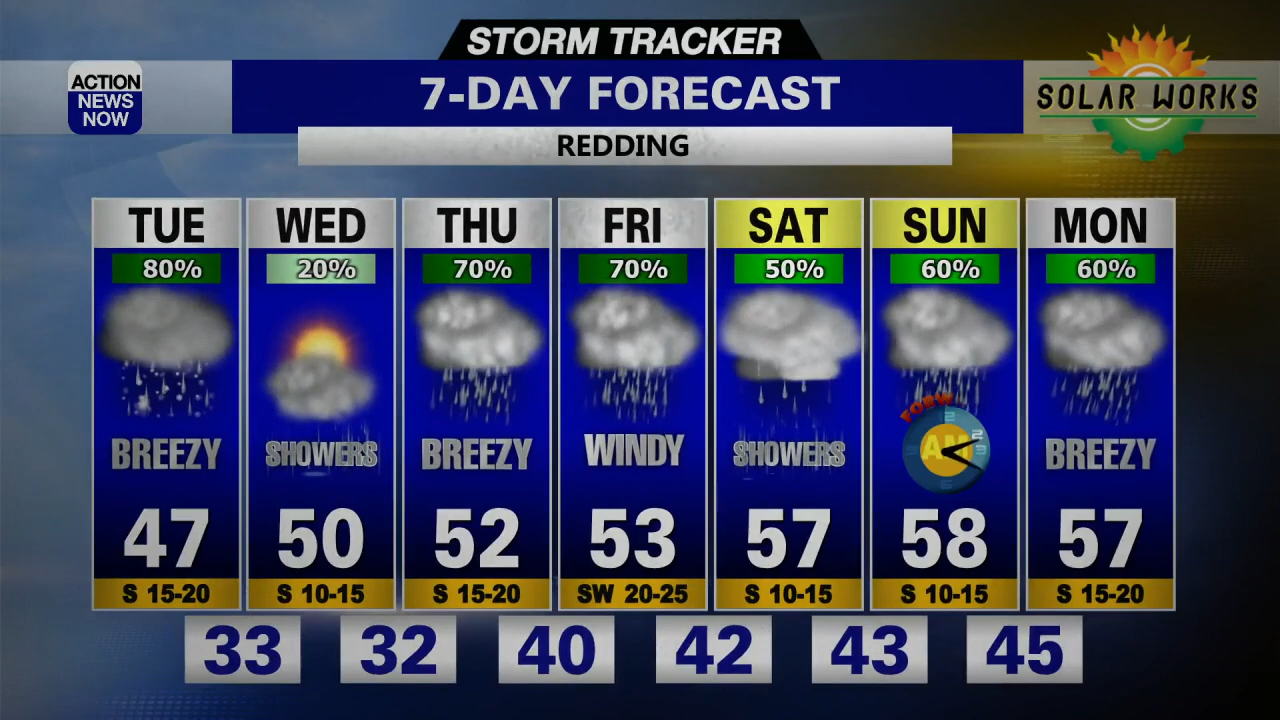 STORM TRACKER
ACTION
NEWS
NOW
7-DAY FORECAST
SOLAR WORKS
REDDING
TUE WED THU FRI SAT SUN MON
80% 20% 70% 70% 50% 60% 60%
FORW
AM
BREEZY SHOWERS BREEZY WINDY SHOWERS BREEZY
47 50 52 53 57 58 57
S 15-20 S 10-15 S 15-20 SW 20-25 S 10-15 S 10-15 S 15-20
33 32 40 42 43 45